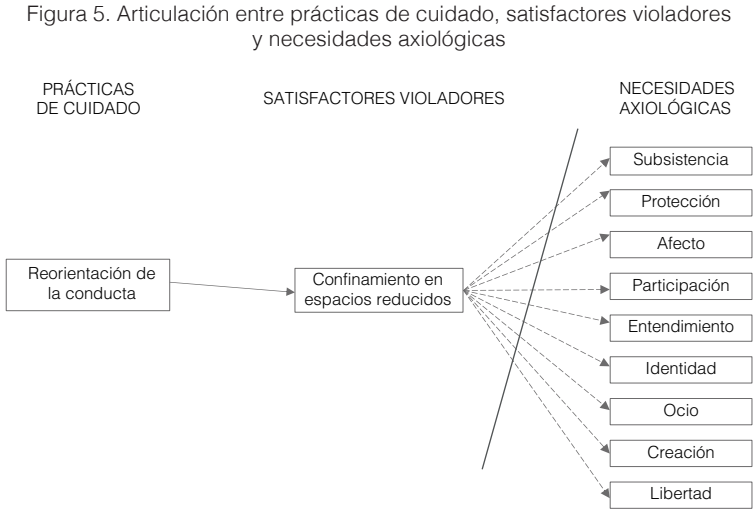 Figura 5. Articulación entre prácticas de cuidado, satisfactores violadores
y necesidades axiológicas
PRÁCTICAS
DE CUIDADO
SATISFACTORES VIOLADORES
NECESIDADES
AXIOLÓGICAS
Reorientación de
la conducta
Confinamiento en
espacios reducidos
Subsistencia
Protección
Afecto
Participación
Entendimiento
Identidad
Ocio
Creación
Libertad